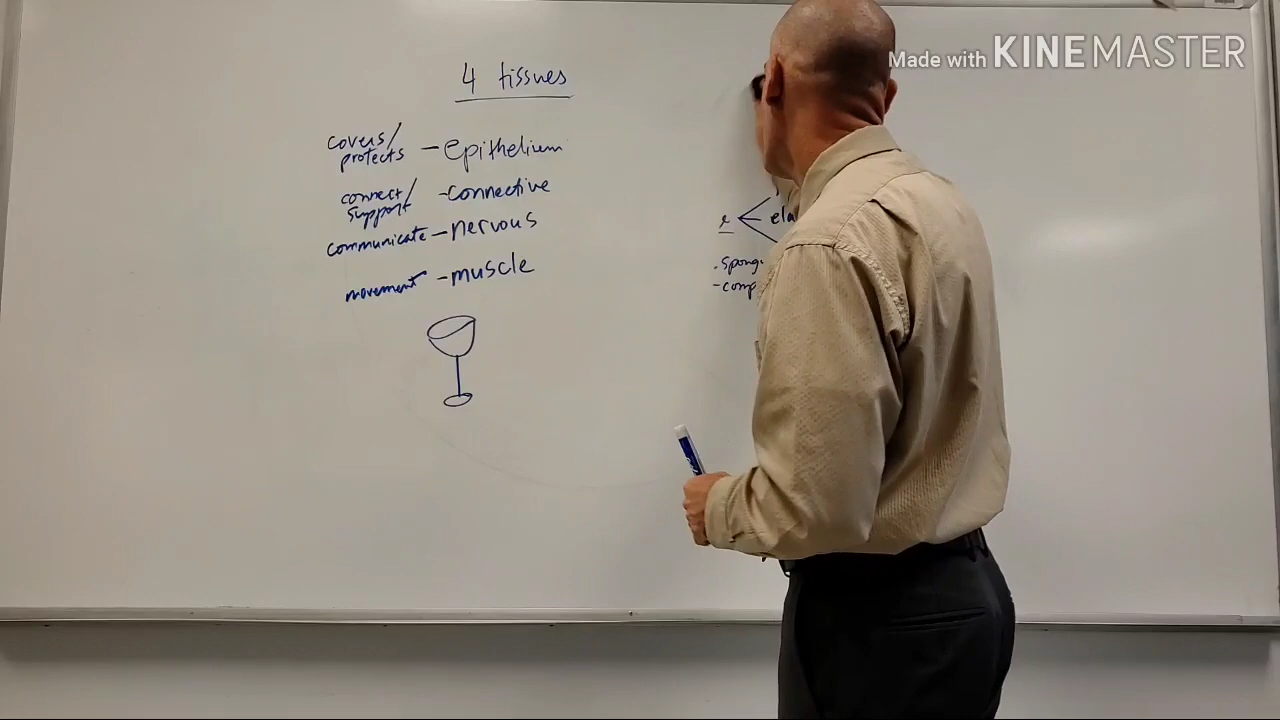 Made with KINEMASTER
4 tissues
covers/
protects - epithelium
connect/
support - connective
communicate - nervous
movement - muscle
e